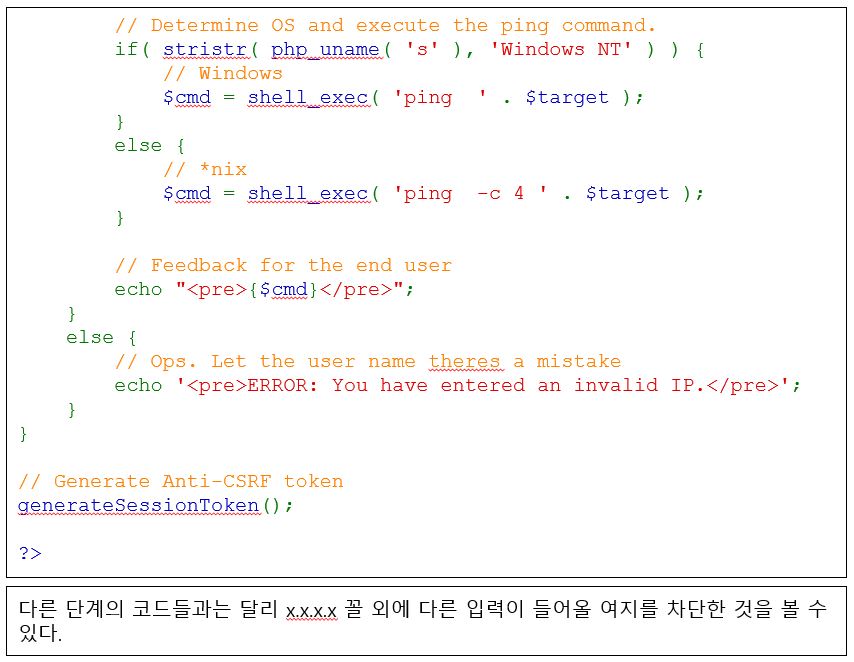 // Determine OS and execute the ping command.
if( stristr( php_uname( 's' ), 'Windows NT' ) ) {
// Windows
$cmd = shell_exec( 'ping  ' . $target );
}
else {
// *nix
$cmd = shell_exec( 'ping  -c 4 ' . $target );
}
// Feedback for the end user
echo "<pre>{$cmd}</pre>";
}
else {
// Ops. Let the user name theres a mistake
echo '<pre>ERROR: You have entered an invalid IP.</pre>';
}
}
// Generate Anti-CSRF token
generateSessionToken();
?>
다른 단계의 코드들과는 달리 x.x.x.x 꼴 외에 다른 입력이 들어올 여지를 차단한 것을 볼 수
있다.